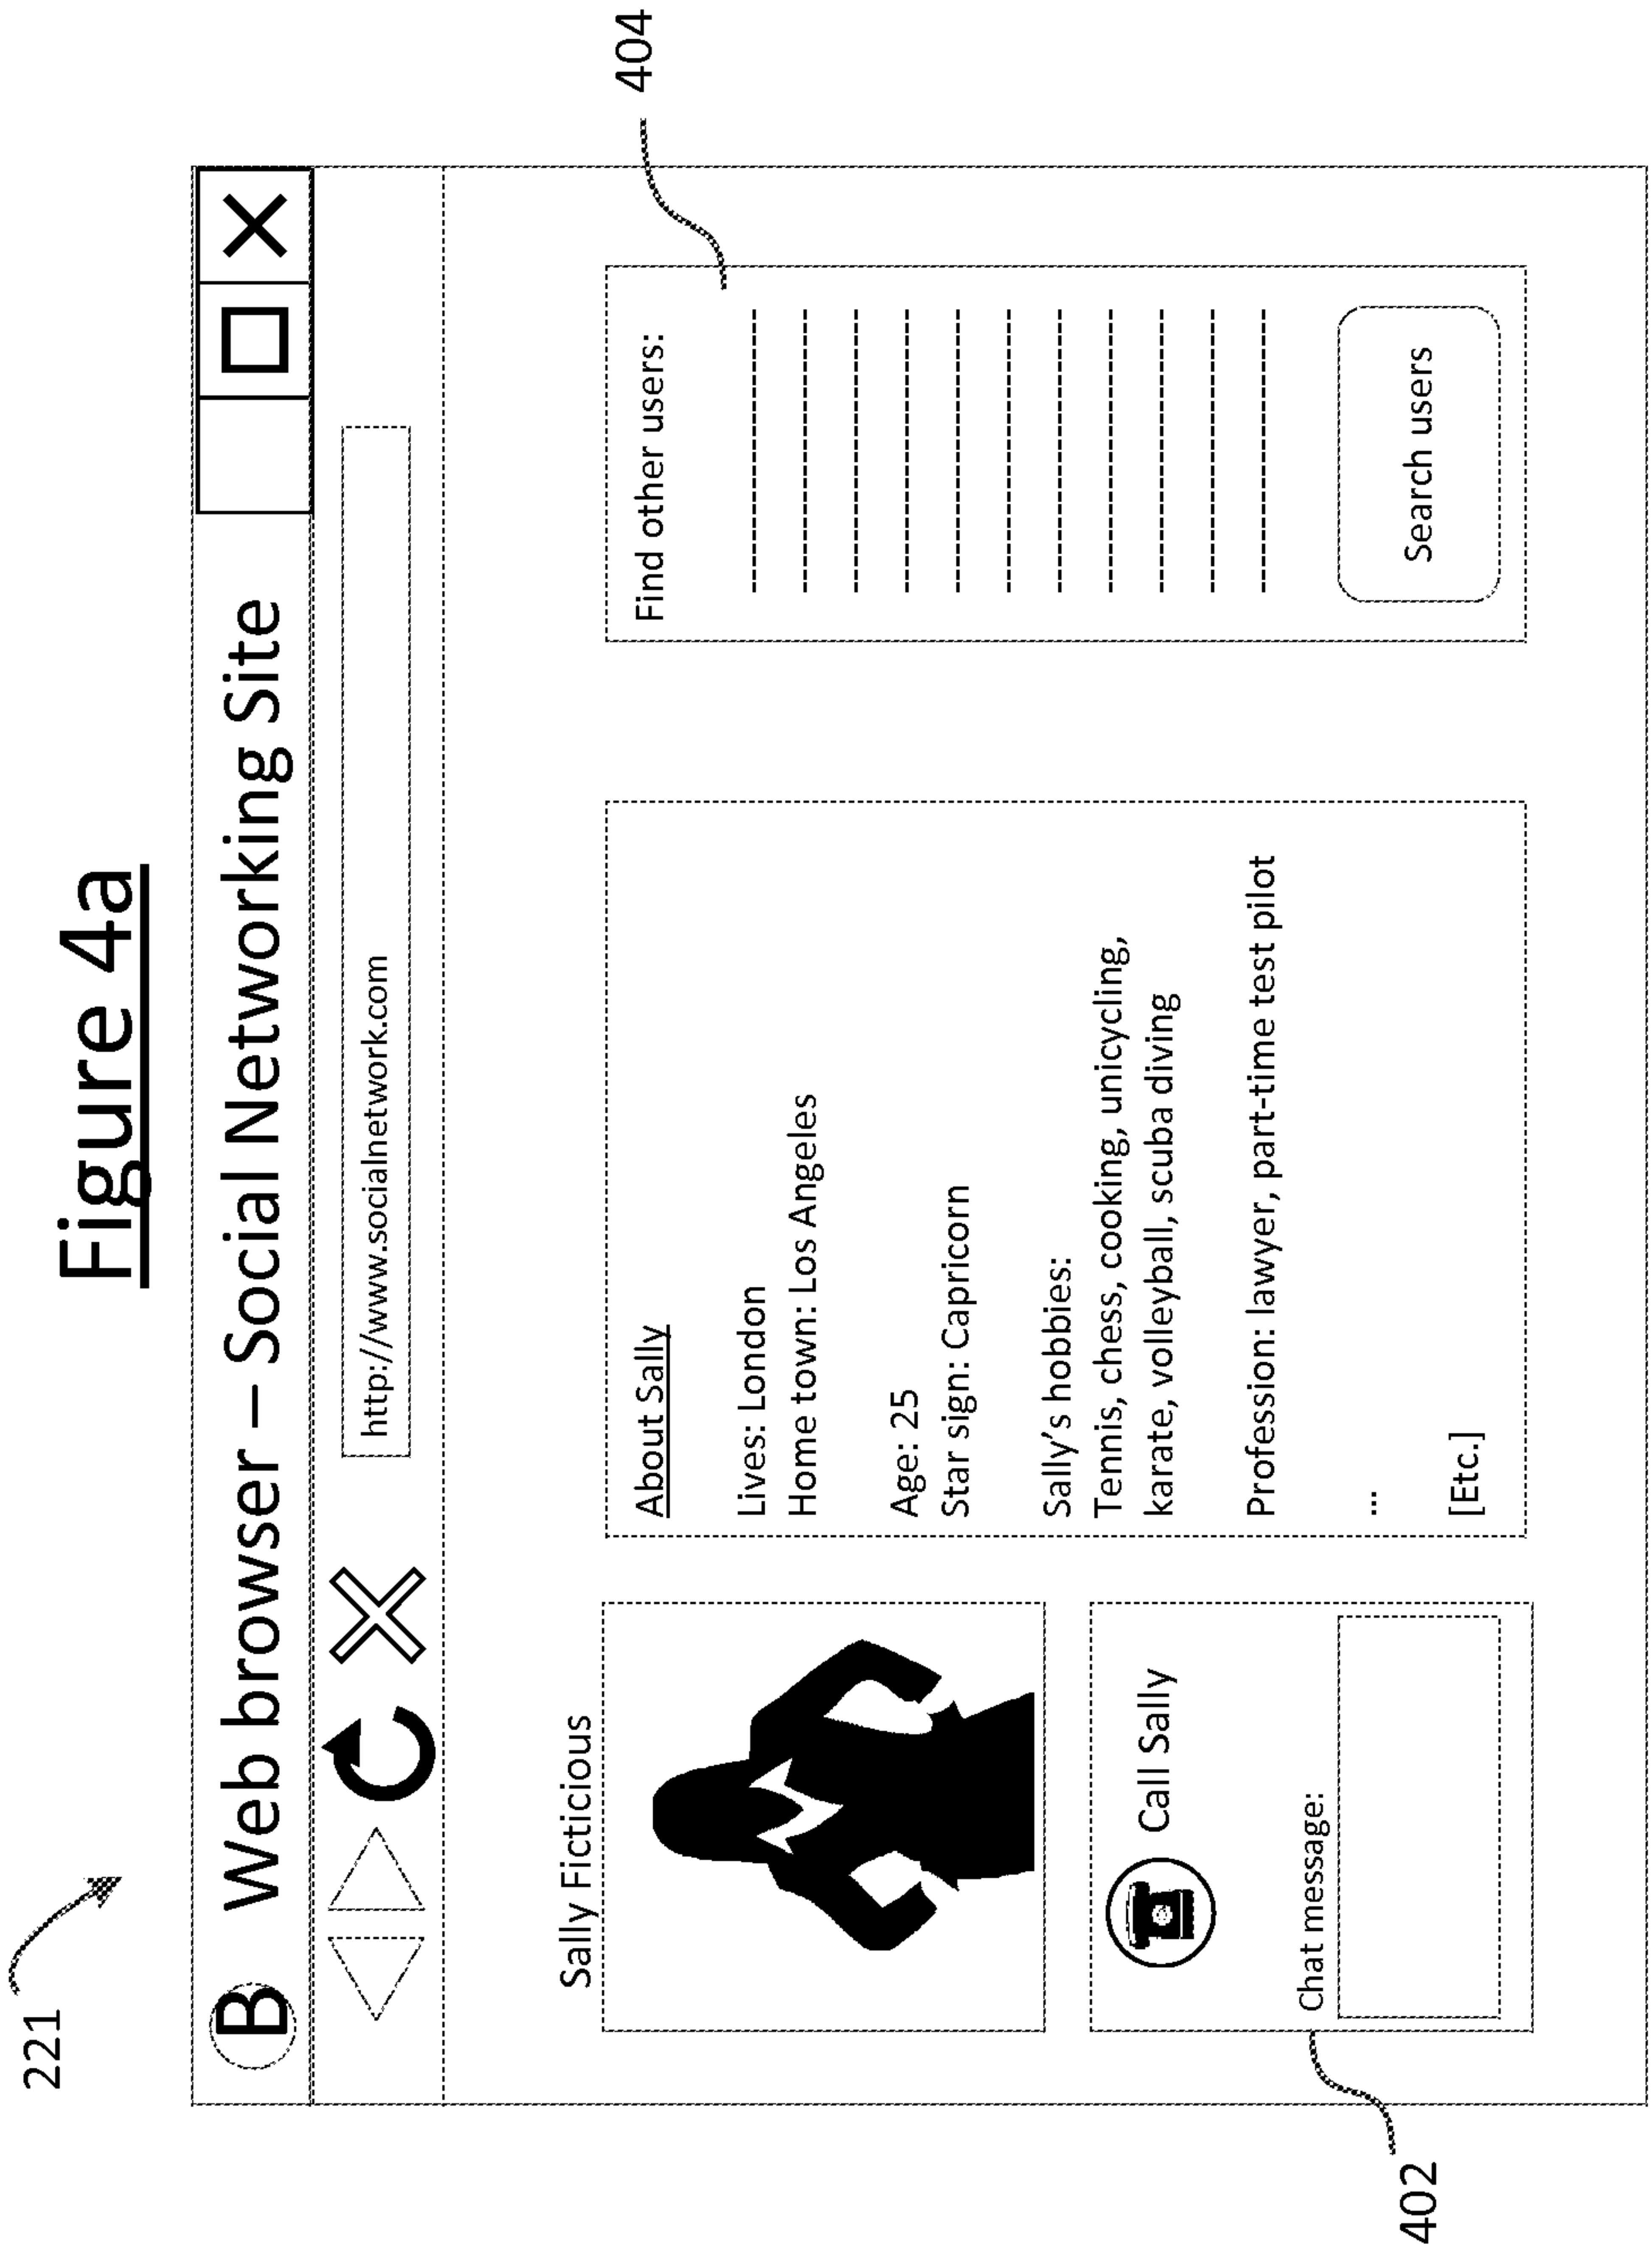 Figure 4a
221
B Web browser – Social Networking Site
http://www.socialnetwork.com
404
Sally Ficticious
About Sally
Lives: London
Home town: Los Angeles
Age: 25
Star sign: Capricorn
Sally's hobbies:
Tennis, chess, cooking, unicycling,
karate, volleyball, scuba diving
Profession: lawyer, part-time test pilot
...
[Etc.]
Find other users:
Search users
Call Sally
Chat message:
402